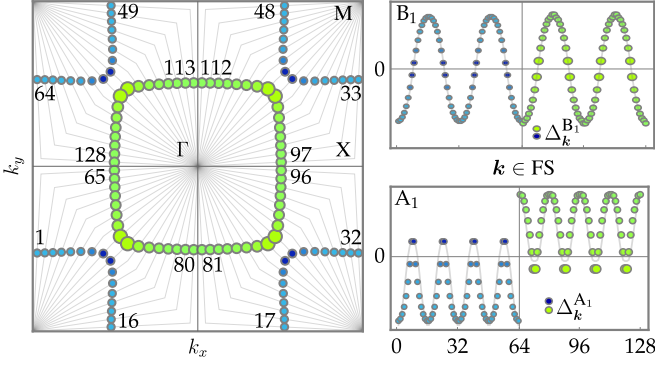 49 48 M
64 113 112 33
128 Γ 97 X
65 96
1 32
80 81
16 17
k_y
k_x
B₁
0
Δ_k^{B₁}
k ∈ FS
A₁
0
Δ_k^{A₁}
0 32 64 96 128